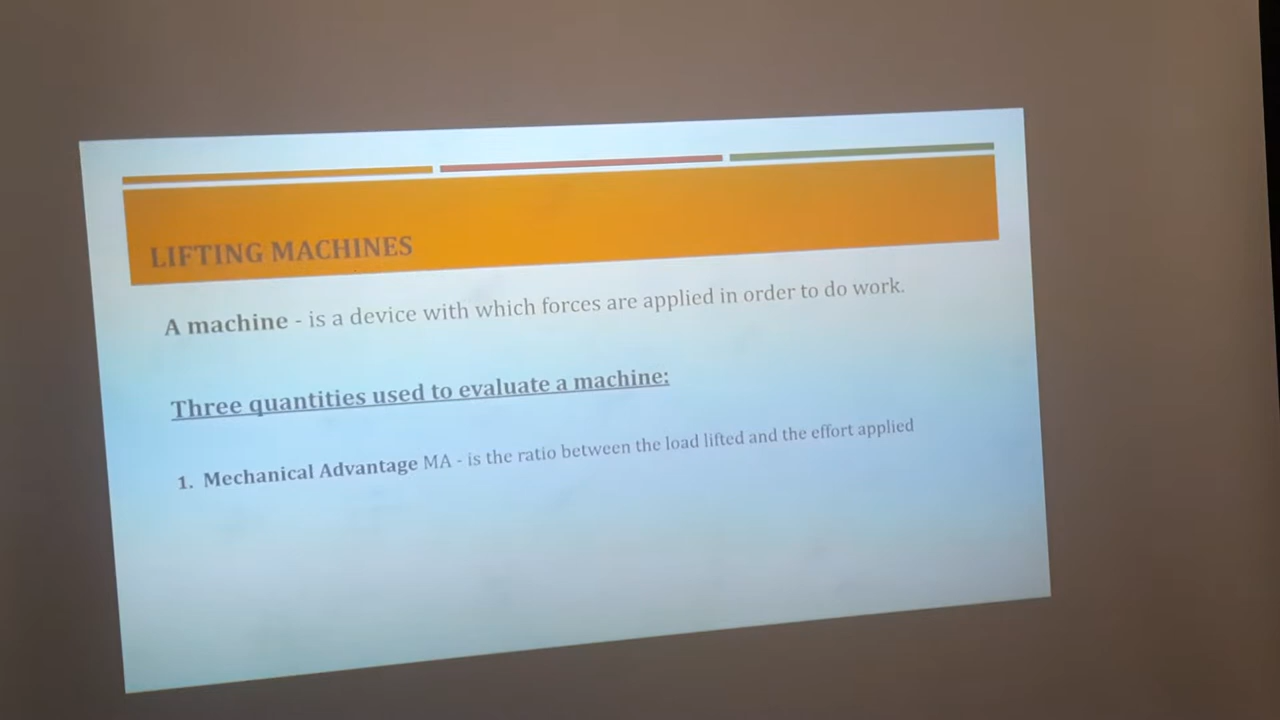 LIFTING MACHINES
A machine - is a device with which forces are applied in order to do work.
Three quantities used to evaluate a machine:
1. Mechanical Advantage MA - is the ratio between the load lifted and the effort applied